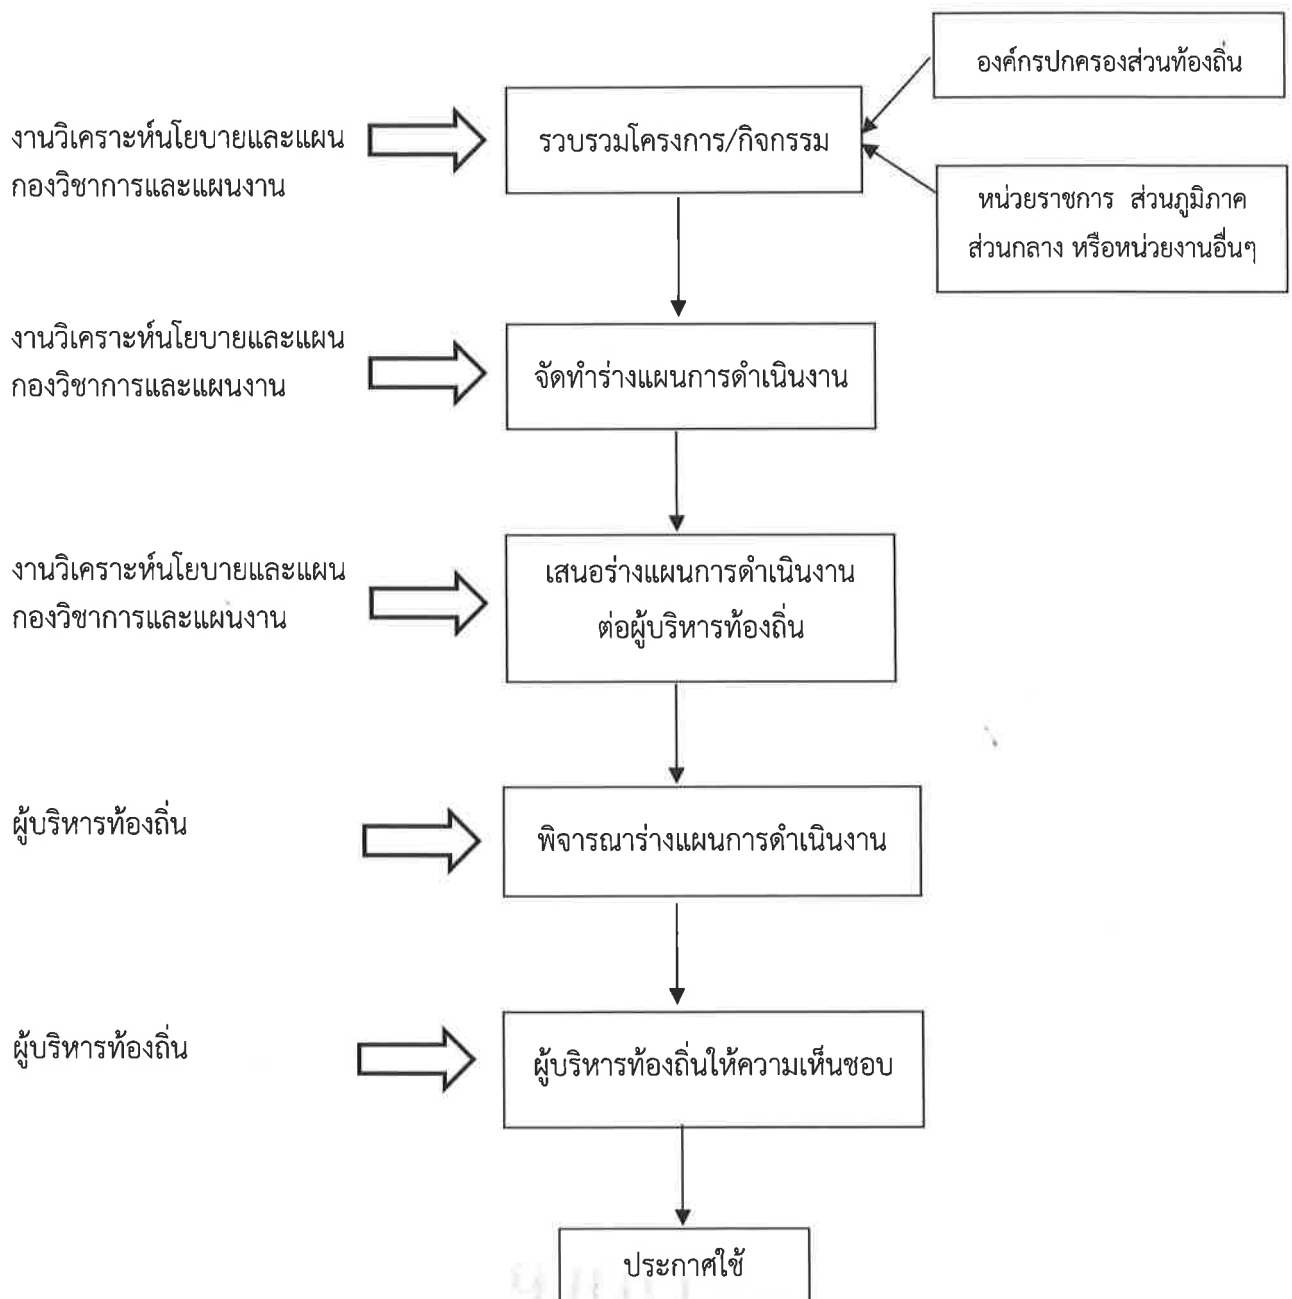 องค์กรปกครองส่วนท้องถิ่น
งานวิเคราะห์นโยบายและแผน
กองวิชาการและแผนงาน
รวบรวมโครงการ/กิจกรรม
หน่วยราชการ ส่วนภูมิภาค
ส่วนกลาง หรือหน่วยงานอื่นๆ
งานวิเคราะห์นโยบายและแผน
กองวิชาการและแผนงาน
จัดทำร่างแผนการดำเนินงาน
งานวิเคราะห์นโยบายและแผน
กองวิชาการและแผนงาน
เสนอร่างแผนการดำเนินงาน
ต่อผู้บริหารท้องถิ่น
ผู้บริหารท้องถิ่น
พิจารณาร่างแผนการดำเนินงาน
ผู้บริหารท้องถิ่น
ผู้บริหารท้องถิ่นให้ความเห็นชอบ
ประกาศใช้